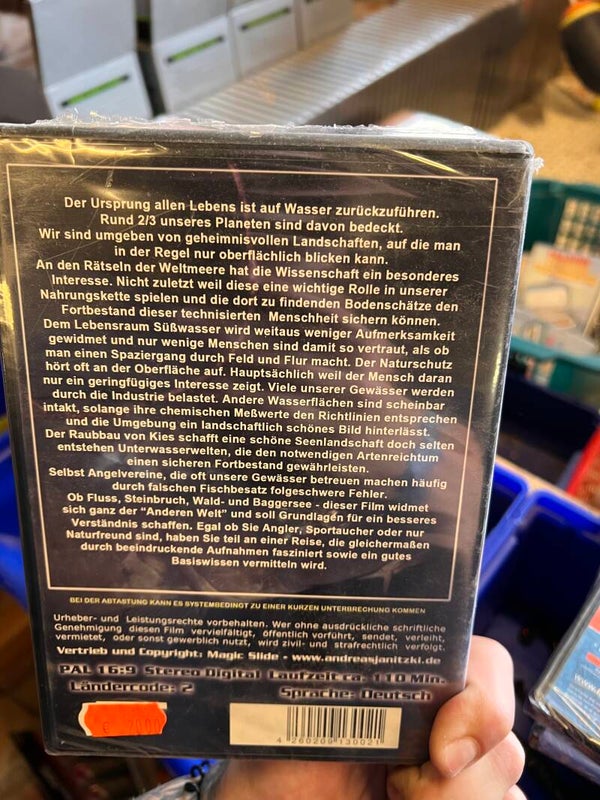 Der Ursprung allen Lebens ist auf Wasser zurückzuführen.
Rund 2/3 unseres Planeten sind davon bedeckt.
Wir sind umgeben von geheimnisvollen Landschaften, auf die man
in der Regel nur oberflächlich blicken kann.
An den Rätseln der Weltmeere hat die Wissenschaft ein besonderes
Interesse. Nicht zuletzt weil diese eine wichtige Rolle in unserer
Nahrungskette spielen und die dort zu findenden Bodenschätze den
Fortbestand dieser technisierten Menschheit sichern können.
Dem Lebensraum Süßwasser wird weitaus weniger Aufmerksamkeit
gewidmet und nur wenige Menschen sind damit so vertraut, als ob
man einen Spaziergang durch Feld und Flur macht. Der Naturschutz
hört oft an der Oberfläche auf. Hauptsächlich weil der Mensch daran
nur ein geringfügiges Interesse zeigt. Viele unserer Gewässer werden
durch die Industrie belastet. Andere Wasserflächen sind scheinbar
intakt, solange ihre chemischen Meßwerte den Richtlinien entsprechen
und die Umgebung ein landschaftlich schönes Bild hinterlässt.
Der Raubbau von Kies schafft eine schöne Seenlandschaft doch selten
entstehen Unterwasserwelten, die den notwendigen Artenreichtum
einen sicheren Fortbestand gewährleisten.
Selbst Angelvereine, die oft unsere Gewässer betreuen machen häufig
durch falschen Fischbesatz folgeschwere Fehler.
Ob Fluss, Steinbruch, Wald- und Baggersee - dieser Film widmet
sich ganz der "Anderen Welt" und soll Grundlagen für ein besseres
Verständnis schaffen. Egal ob Sie Angler, Sportaucher oder nur
Naturfreund sind, haben Sie teil an einer Reise, die gleichermaßen
durch beeindruckende Aufnahmen fasziniert sowie ein gutes
Basiswissen vermitteln wird.
BEI DER ABTASTUNG KANN ES SYSTEMBEDINGT ZU EINER KURZEN UNTERBRECHUNG KOMMEN
Urheber- und Leistungsrechte vorbehalten. Wer ohne ausdrückliche schriftliche
Genehmigung diesen Film vervielfältigt, öffentlich vorführt, sendet, verleiht,
vermietet, oder sonst gewerblich nutzt, wird zivil- und strafrechtlich verfolgt.
Vertrieb und Copyright: Magic Slide - www.andreasjanitzki.de
PAL 16:9 Stereo Digital Laufzeit ca. 110 Min.
Ländercode: 2 Sprache: Deutsch
4 260209 130021